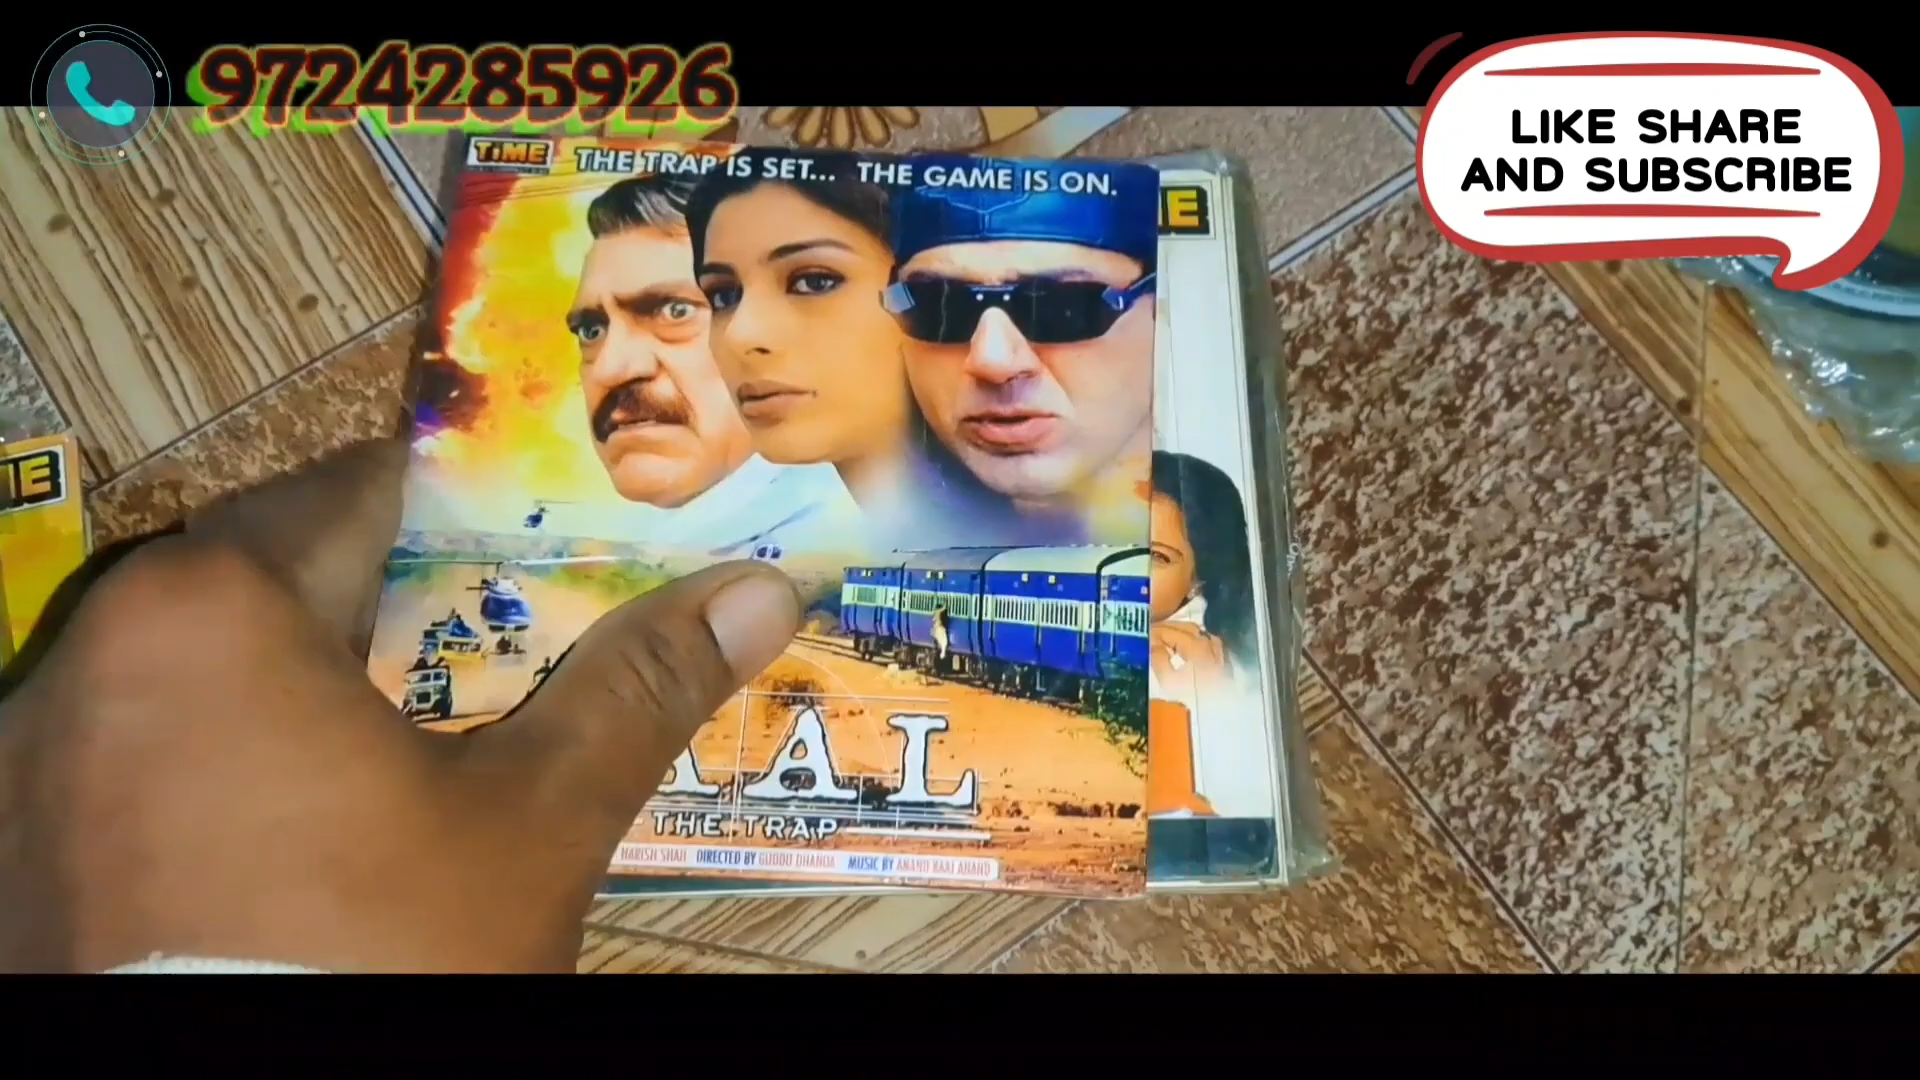 9724285926
LIKE SHARE
AND SUBSCRIBE
TiME
THE TRAP IS SET... THE GAME IS ON.
AAL
THE TRAP
HARISH SHAH DIRECTED BY GUDDU DHANOA MUSIC BY ANAND RAAJ ANAND